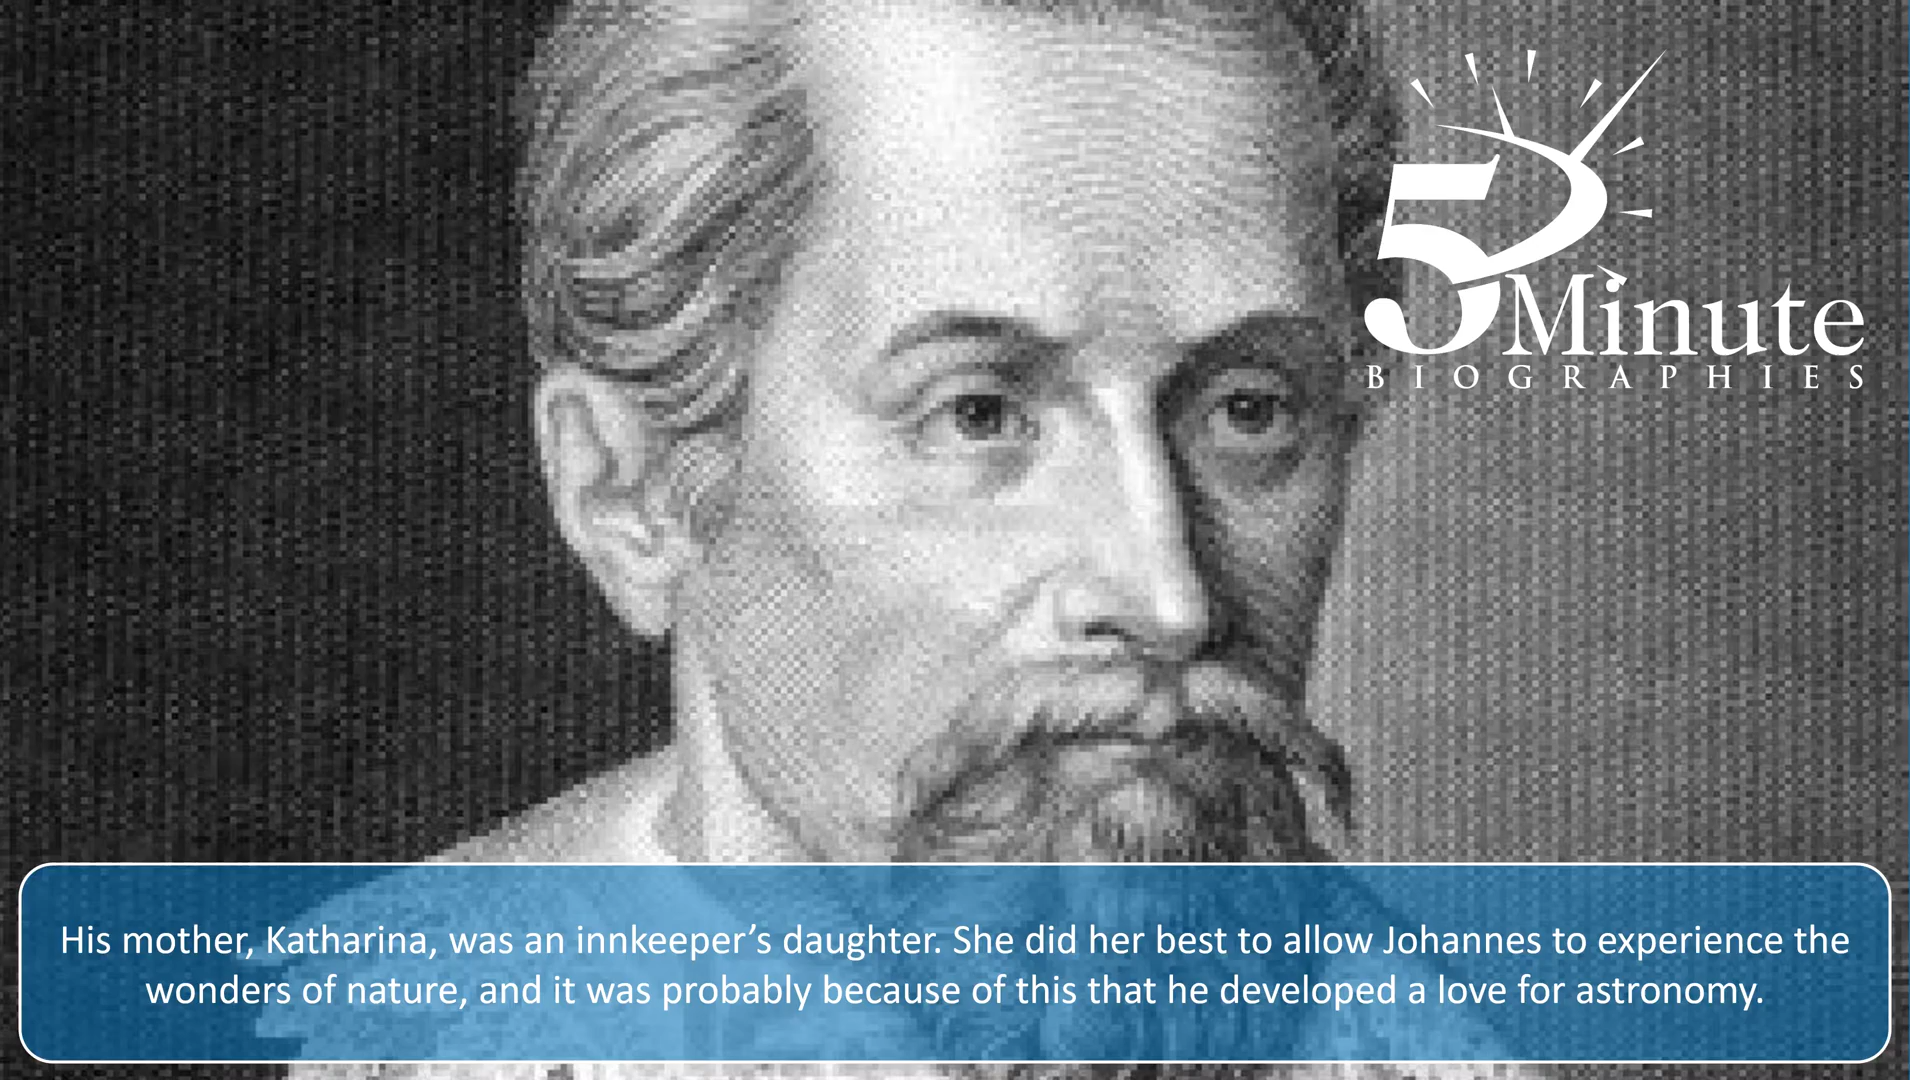 5 Minute
BIOGRAPHIES
His mother, Katharina, was an innkeeper’s daughter. She did her best to allow Johannes to experience the
wonders of nature, and it was probably because of this that he developed a love for astronomy.